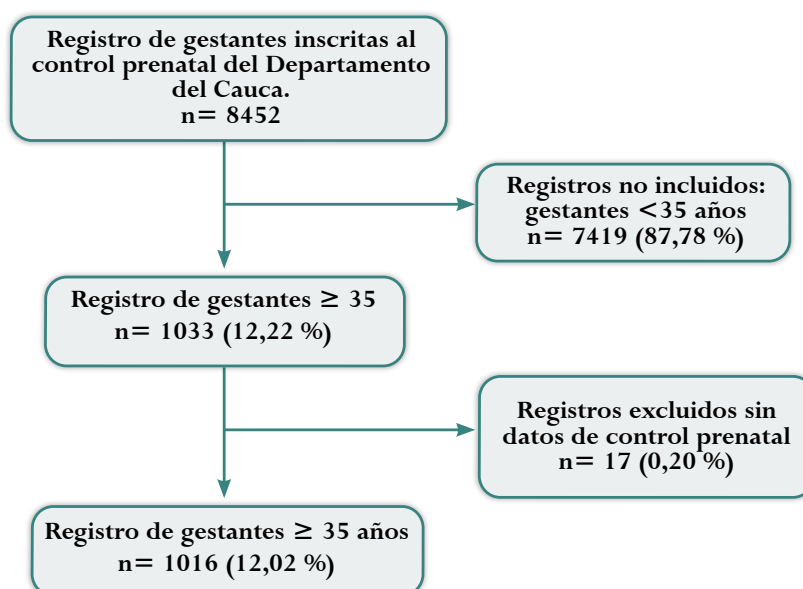 Registro de gestantes inscritas al
control prenatal del Departamento
del Cauca.
n= 8452
Registros no incluidos:
gestantes <35 años
n= 7419 (87,78 %)
Registro de gestantes ≥ 35
n= 1033 (12,22 %)
Registros excluidos sin
datos de control prenatal
n= 17 (0,20 %)
Registro de gestantes ≥ 35 años
n= 1016 (12,02 %)